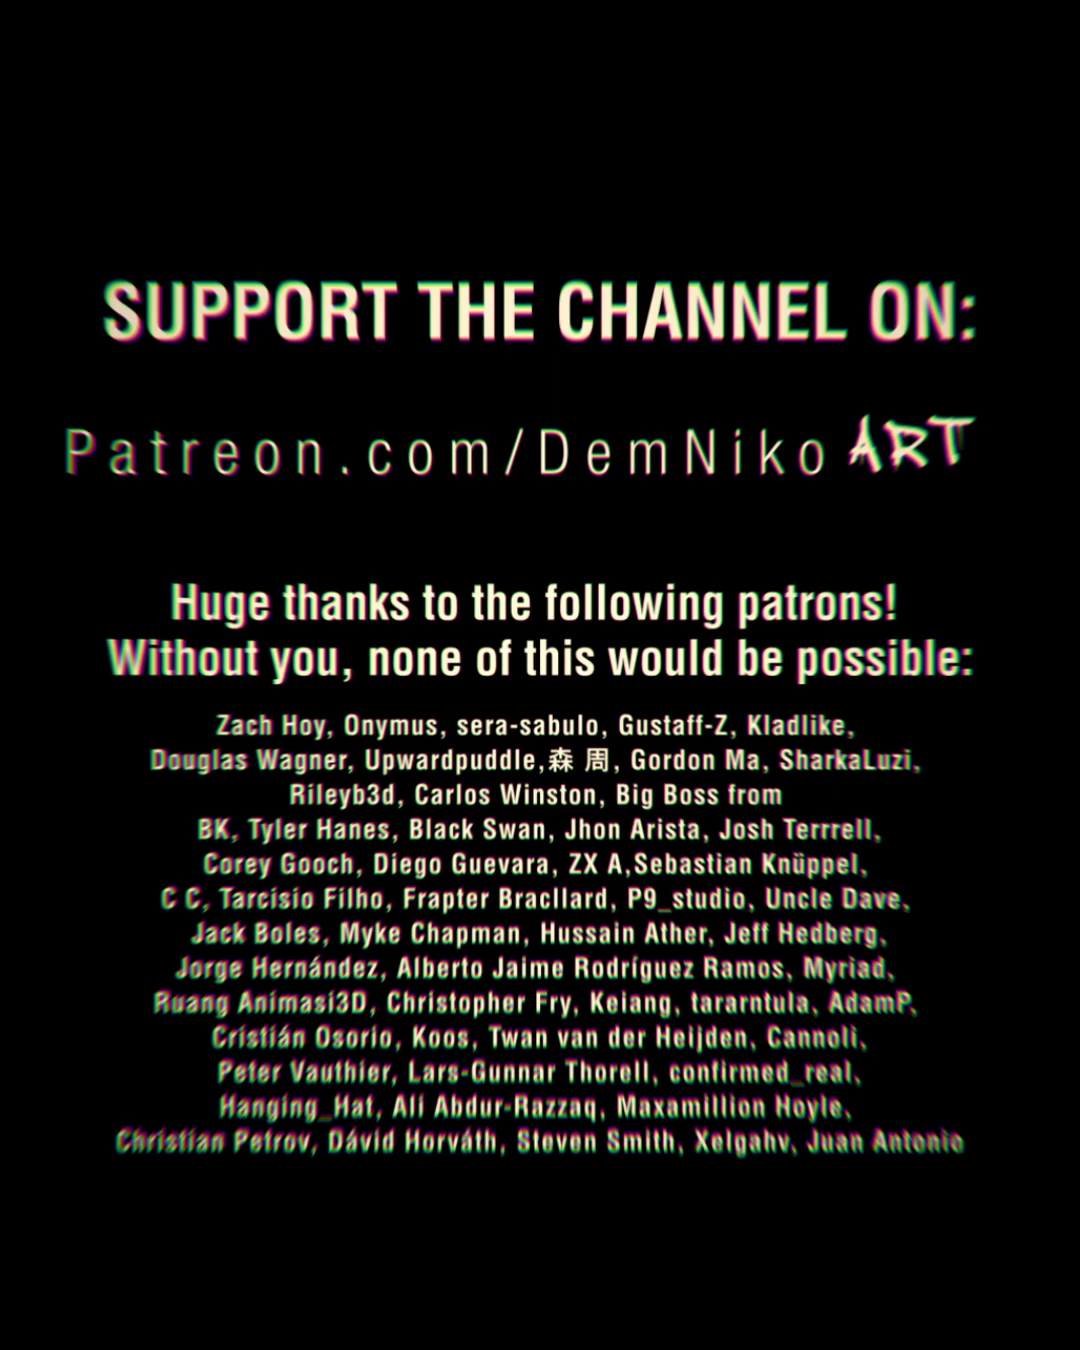 SUPPORT THE CHANNEL ON:
Patreon.com/DemNiko ART
Huge thanks to the following patrons!
Without you, none of this would be possible:
Zach Hoy, Onymus, sera-sabulo, Gustaff-Z, Kladlike,
Douglas Wagner, Upwardpuddle,森 周, Gordon Ma, SharkaLuzi,
Rileyb3d, Carlos Winston, Big Boss from
BK, Tyler Hanes, Black Swan, Jhon Arista, Josh Terrrell,
Corey Gooch, Diego Guevara, ZX A,Sebastian Knüppel,
C C, Tarcísio Filho, Frapter Bracllard, P9_studio, Uncle Dave,
Jack Boles, Myke Chapman, Hussain Ather, Jeff Hedberg,
Jorge Hernández, Alberto Jaime Rodríguez Ramos, Myriad,
Ruang Animasi3D, Christopher Fry, Keiang, tararntula, AdamP,
Cristián Osorio, Koos, Twan van der Heijden, Cannoli,
Peter Vauthier, Lars-Gunnar Thorell, confirmed_real,
Hanging_Hat, Ali Abdur-Razzaq, Maxamillion Hoyle,
Christian Petrov, Dávid Horváth, Steven Smith, Xelgahv, Juan Antonio